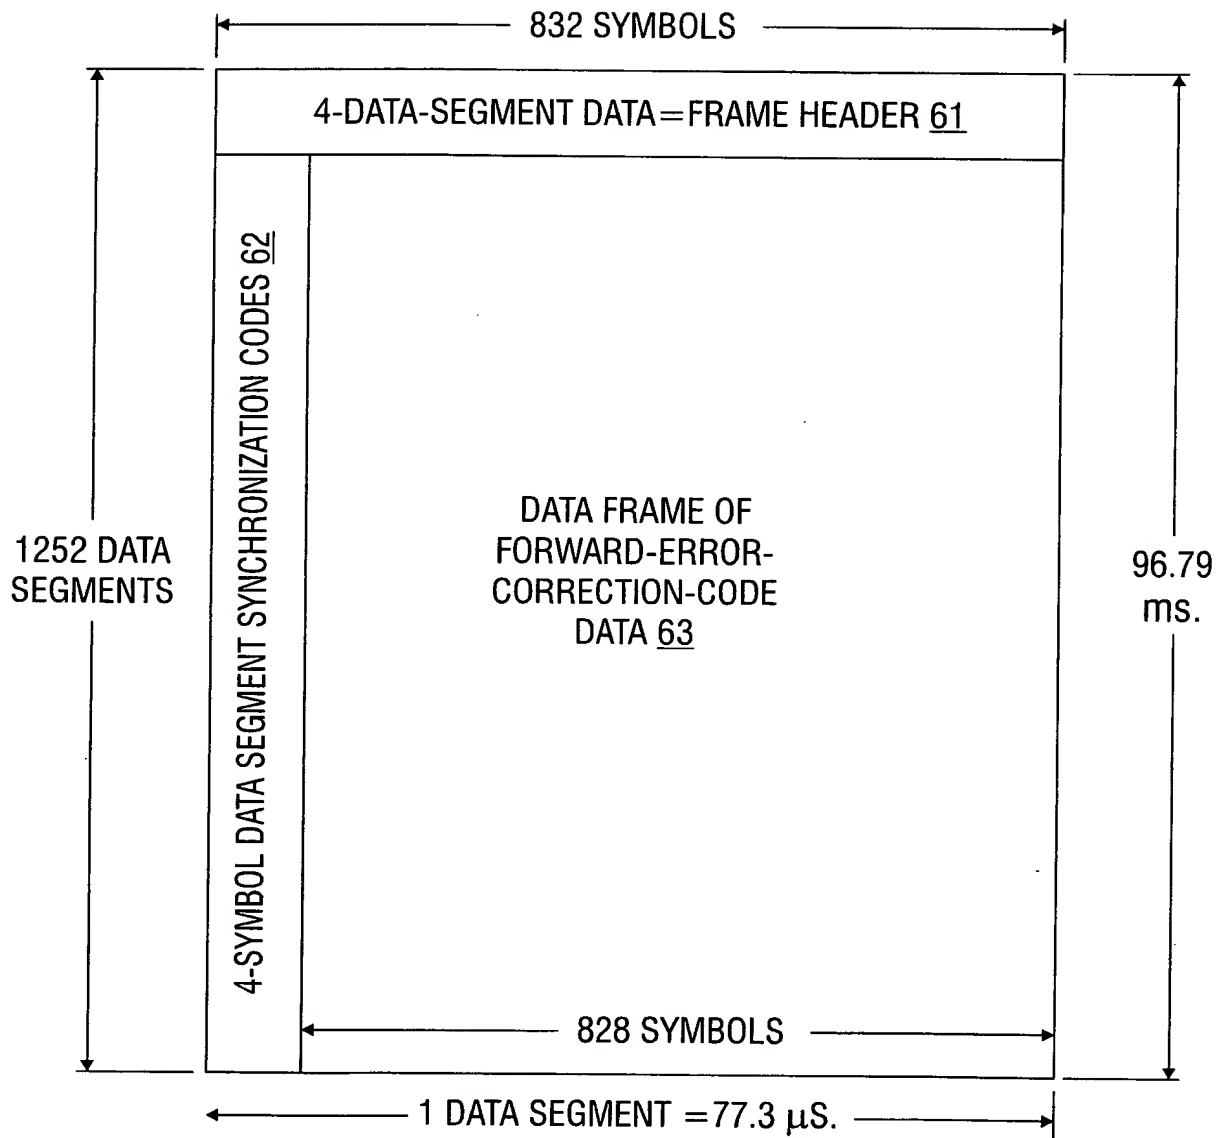 832 SYMBOLS
4-DATA-SEGMENT DATA=FRAME HEADER 61
4-SYMBOL DATA SEGMENT SYNCHRONIZATION CODES 62
1252 DATA
SEGMENTS
DATA FRAME OF
FORWARD-ERROR-
CORRECTION-CODE
DATA 63
96.79
ms.
828 SYMBOLS
1 DATA SEGMENT =77.3 µS.